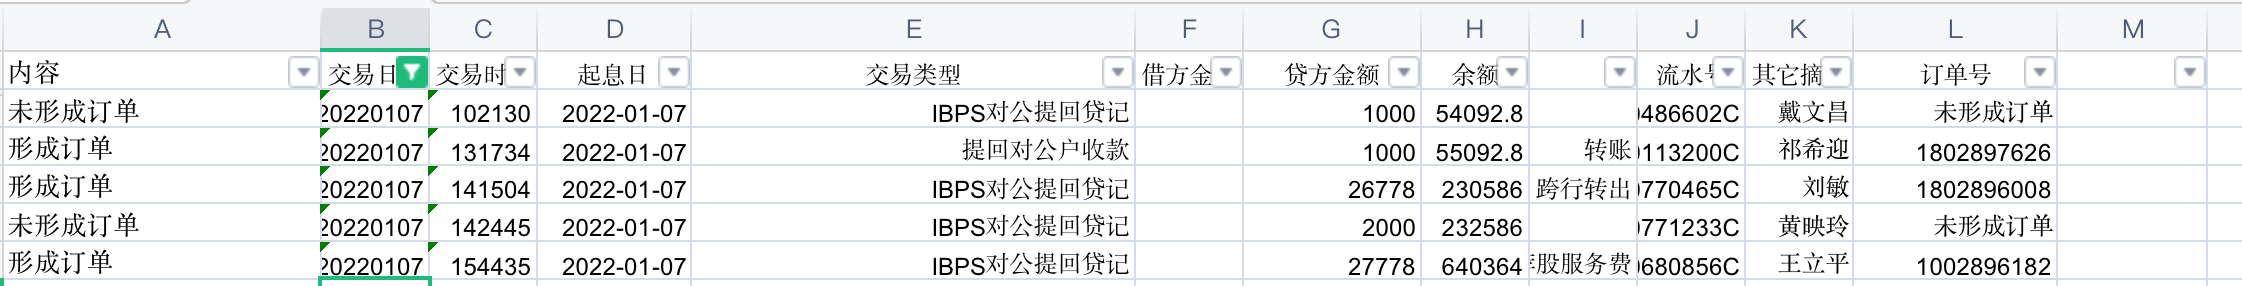 A B C D E F G H I J K L M
内容 交易日 交易时 起息日 交易类型 借方金 贷方金额 余额 流水号 其它摘 订单号
未形成订单 20220107 102130 2022-01-07 IBPS对公提回贷记 1000 54092.8 486602C 戴文昌 未形成订单
形成订单 20220107 131734 2022-01-07 提回对公户收款 1000 55092.8 转账 0113200C 祁希迎 1802897626
形成订单 20220107 141504 2022-01-07 IBPS对公提回贷记 26778 230586 跨行转出 0770465C 刘敏 1802896008
未形成订单 20220107 142445 2022-01-07 IBPS对公提回贷记 2000 232586 0771233C 黄映玲 未形成订单
形成订单 20220107 154435 2022-01-07 IBPS对公提回贷记 27778 640364 股服务费 0680856C 王立平 1002896182